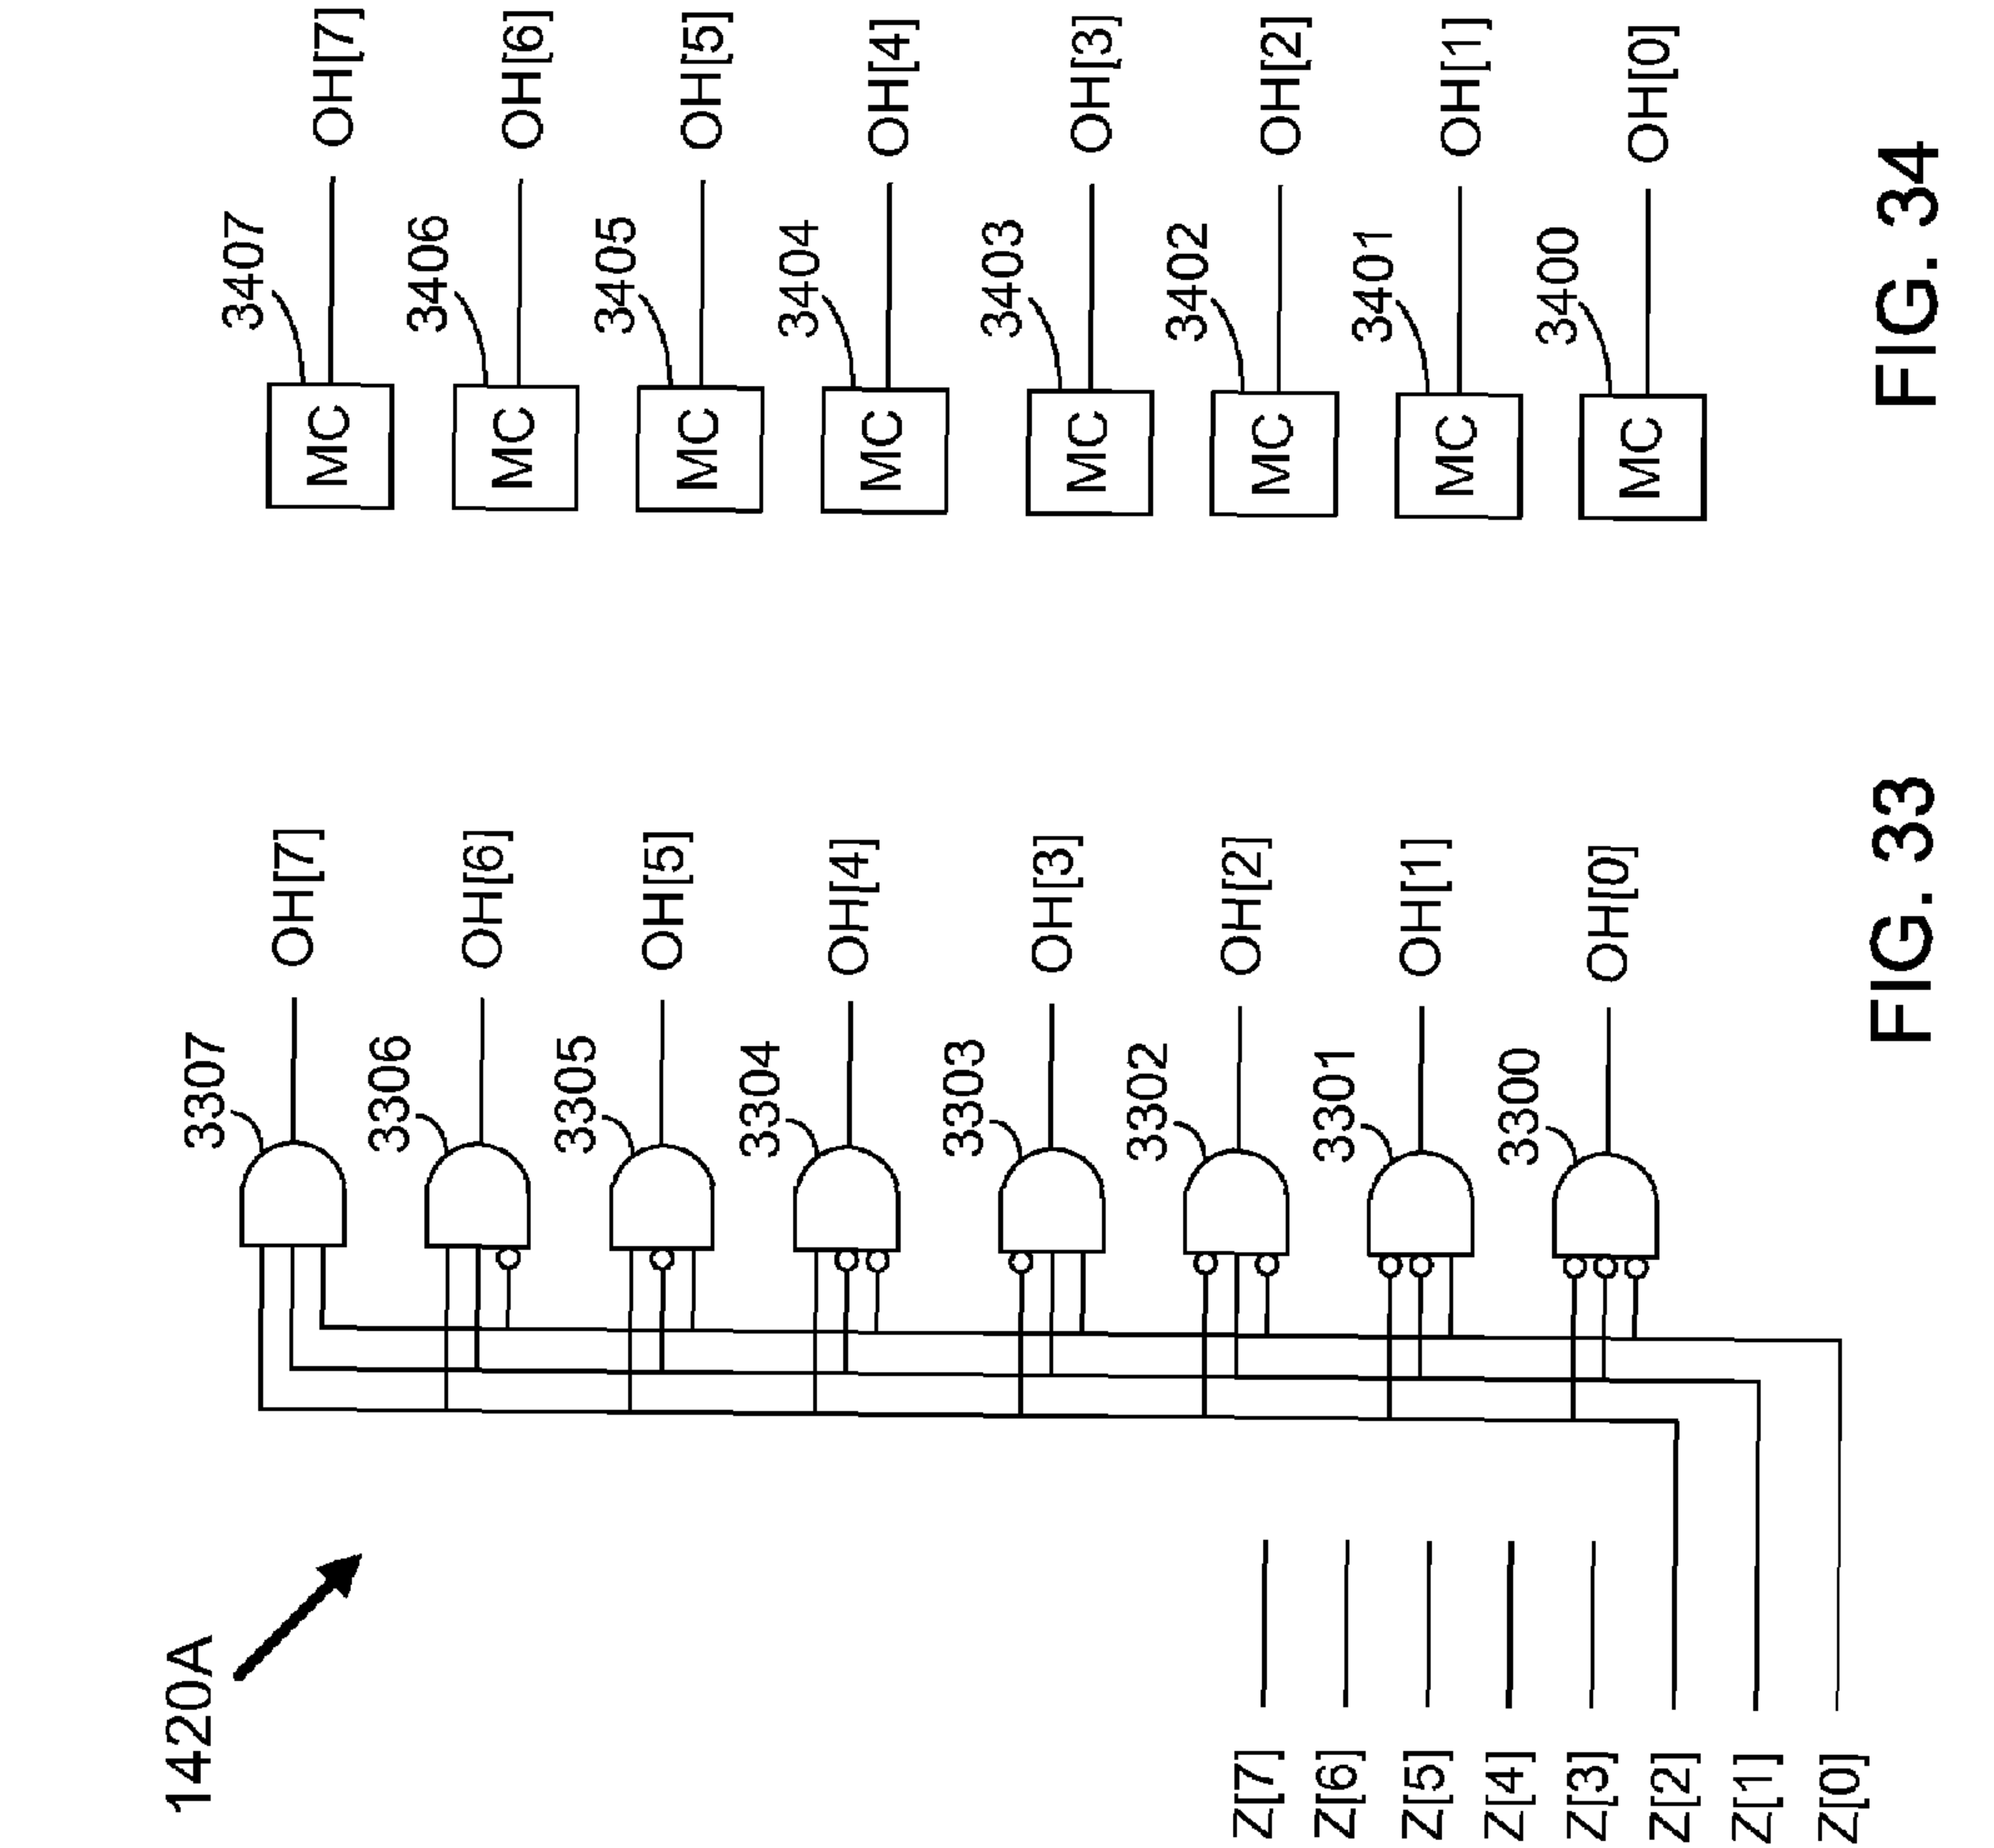 1420A
Z[7]
Z[6]
Z[5]
Z[4]
Z[3]
Z[2]
Z[1]
Z[0]
3307
3306
3305
3304
3303
3302
3301
3300
OH[7]
OH[6]
OH[5]
OH[4]
OH[3]
OH[2]
OH[1]
OH[0]
FIG. 33
MC
MC
MC
MC
MC
MC
MC
MC
3407
3406
3405
3404
3403
3402
3401
3400
OH[7]
OH[6]
OH[5]
OH[4]
OH[3]
OH[2]
OH[1]
OH[0]
FIG. 34